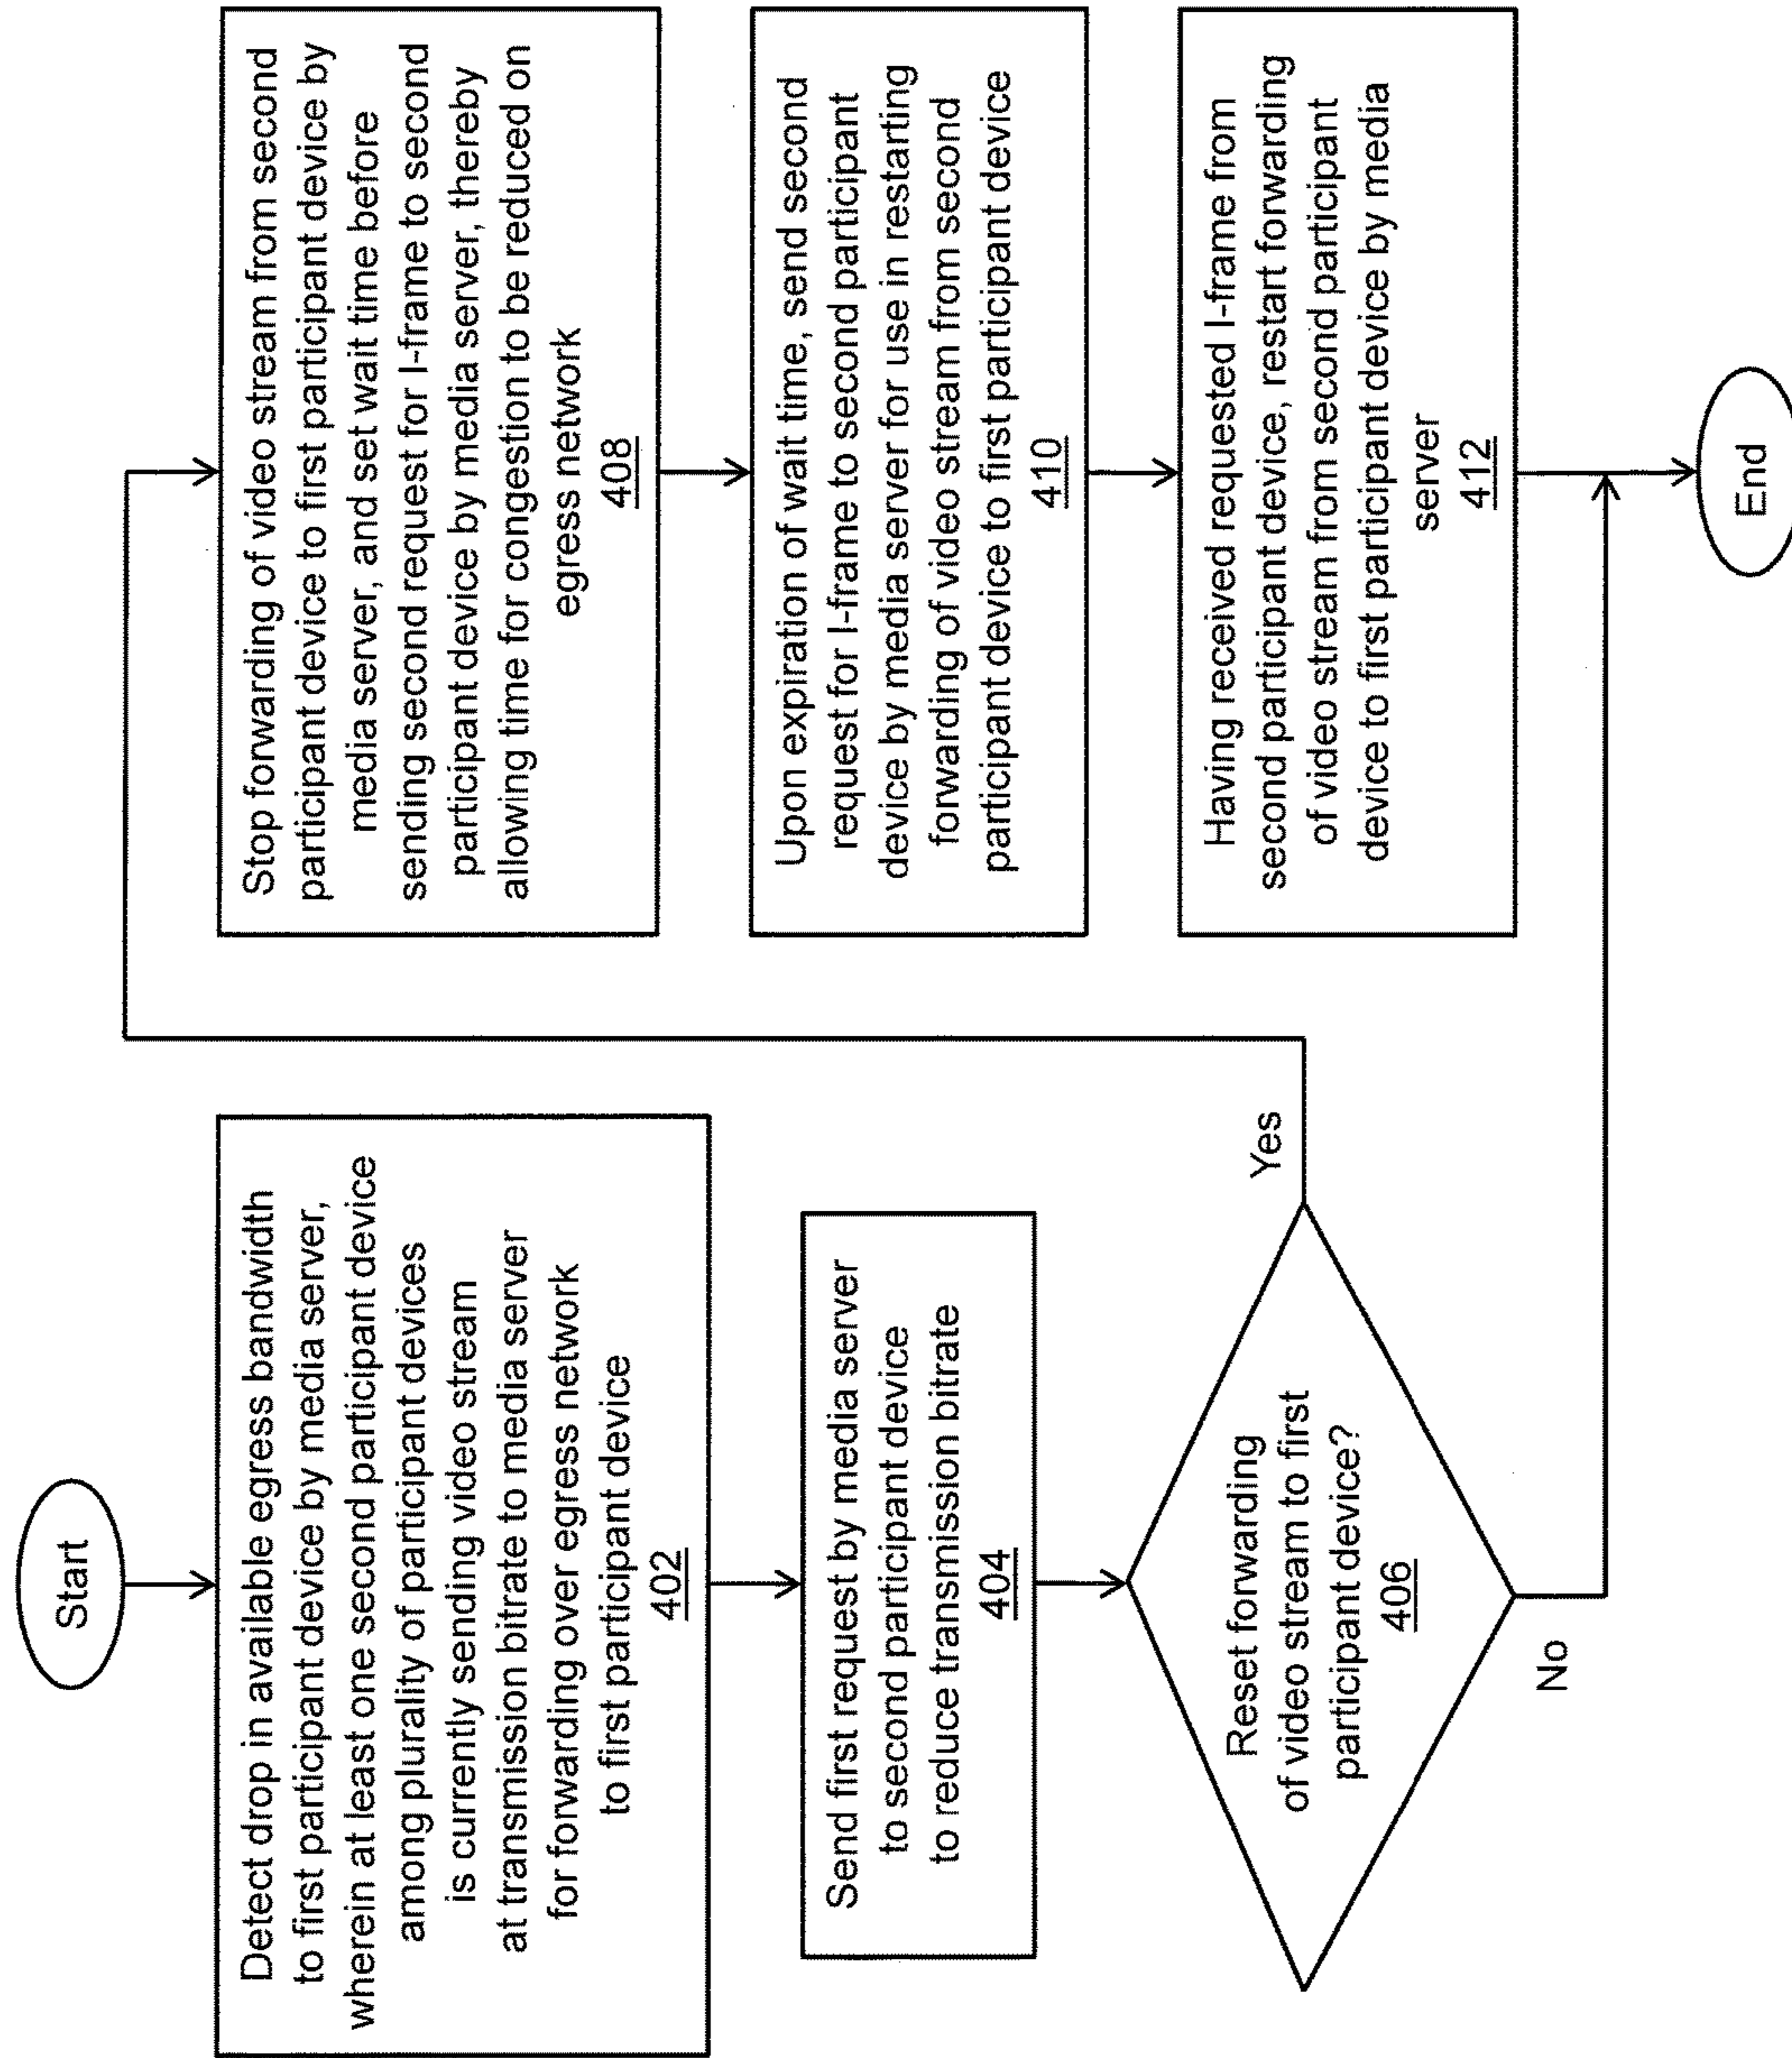 Start
Detect drop in available egress bandwidth
to first participant device by media server,
wherein at least one second participant device
among plurality of participant devices
is currently sending video stream
at transmission bitrate to media server
for forwarding over egress network
to first participant device
402
Send first request by media server
to second participant device
to reduce transmission bitrate
404
Reset forwarding
of video stream to first
participant device?
406
Yes
No
Stop forwarding of video stream from second
participant device to first participant device by
media server, and set wait time before
sending second request for I-frame to second
participant device by media server, thereby
allowing time for congestion to be reduced on
egress network
408
Upon expiration of wait time, send second
request for I-frame to second participant
device by media server for use in restarting
forwarding of video stream from second
participant device to first participant device
410
Having received requested I-frame from
second participant device, restart forwarding
of video stream from second participant
device to first participant device by media
server
412
End